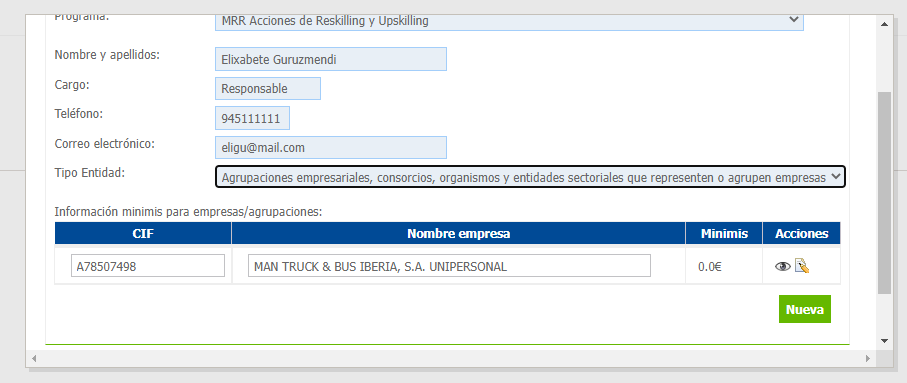 Programa:
MRR Acciones de Reskilling y Upskilling
Nombre y apellidos:
Elixabete Guruzmendi
Cargo:
Responsable
Teléfono:
945111111
Correo electrónico:
eligu@mail.com
Tipo Entidad:
Agrupaciones empresariales, consorcios, organismos y entidades sectoriales que representen o agrupen empresas
Información minimis para empresas/agrupaciones:
CIF Nombre empresa Minimis Acciones
A78507498 MAN TRUCK & BUS IBERIA, S.A. UNIPERSONAL 0.0€
Nueva